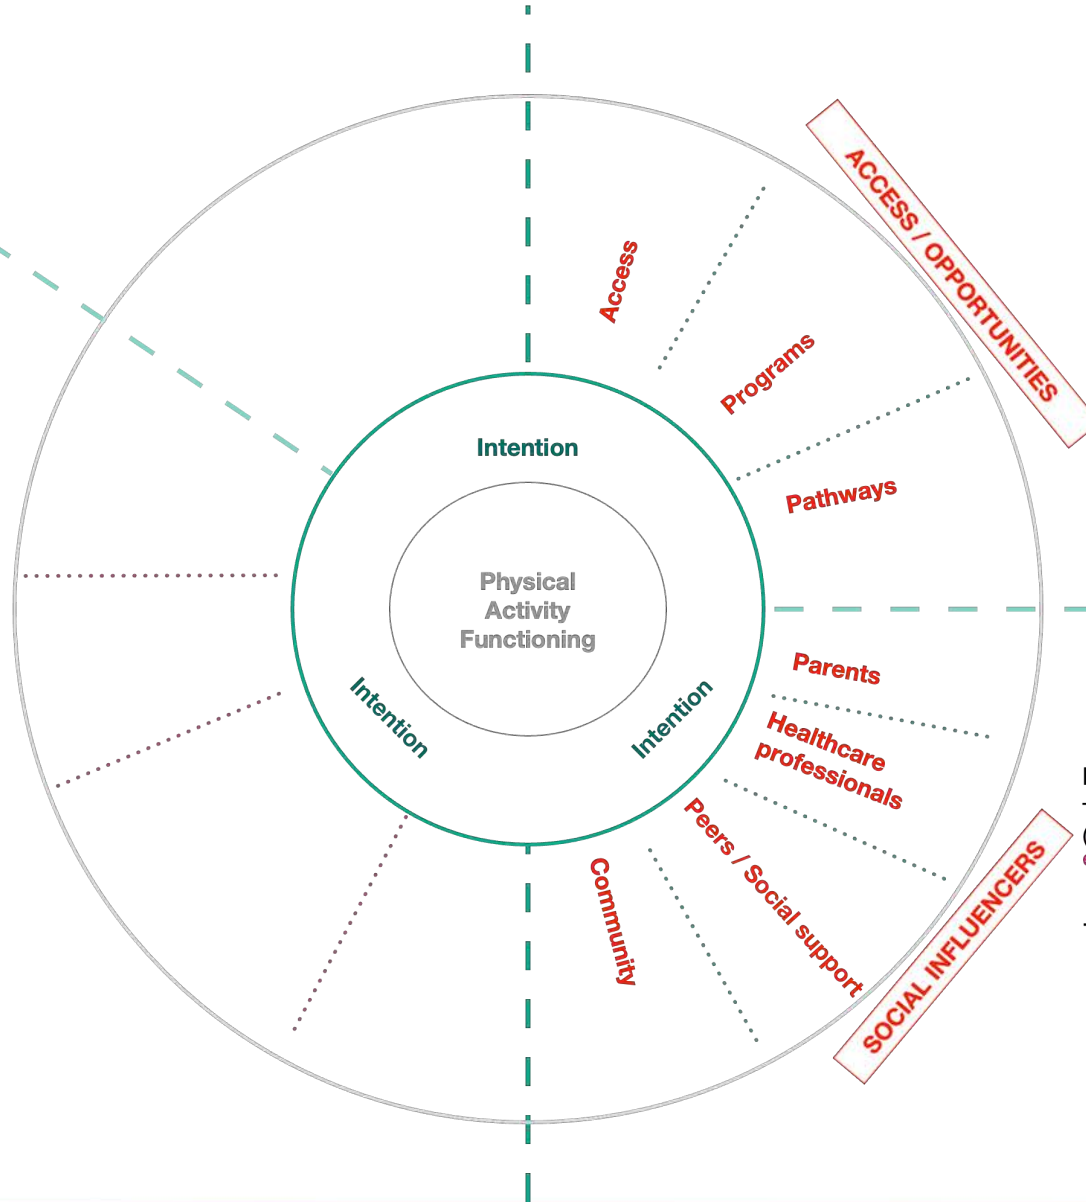 ACCESS / OPPORTUNITIES
Access
Programs
Pathways
Intention
Physical
Activity
Functioning
Intention
Intention
Parents
Healthcare
professionals
Peers / Social support
Community
SOCIAL INFLUENCERS